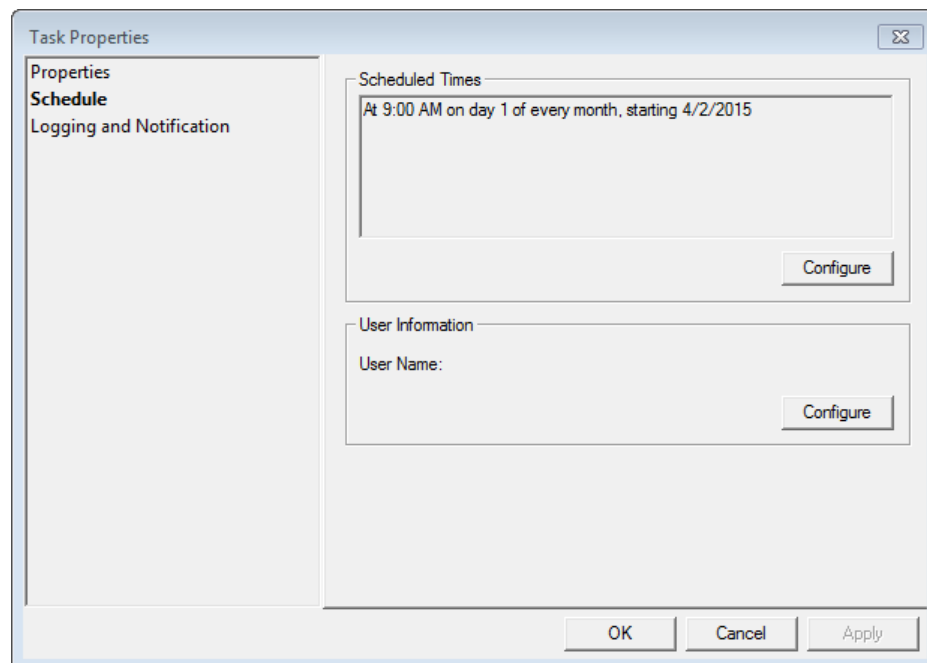 Task Properties
Properties
Schedule
Logging and Notification
Scheduled Times
At 9:00 AM on day 1 of every month, starting 4/2/2015
Configure
User Information
User Name:
Configure
OK
Cancel
Apply